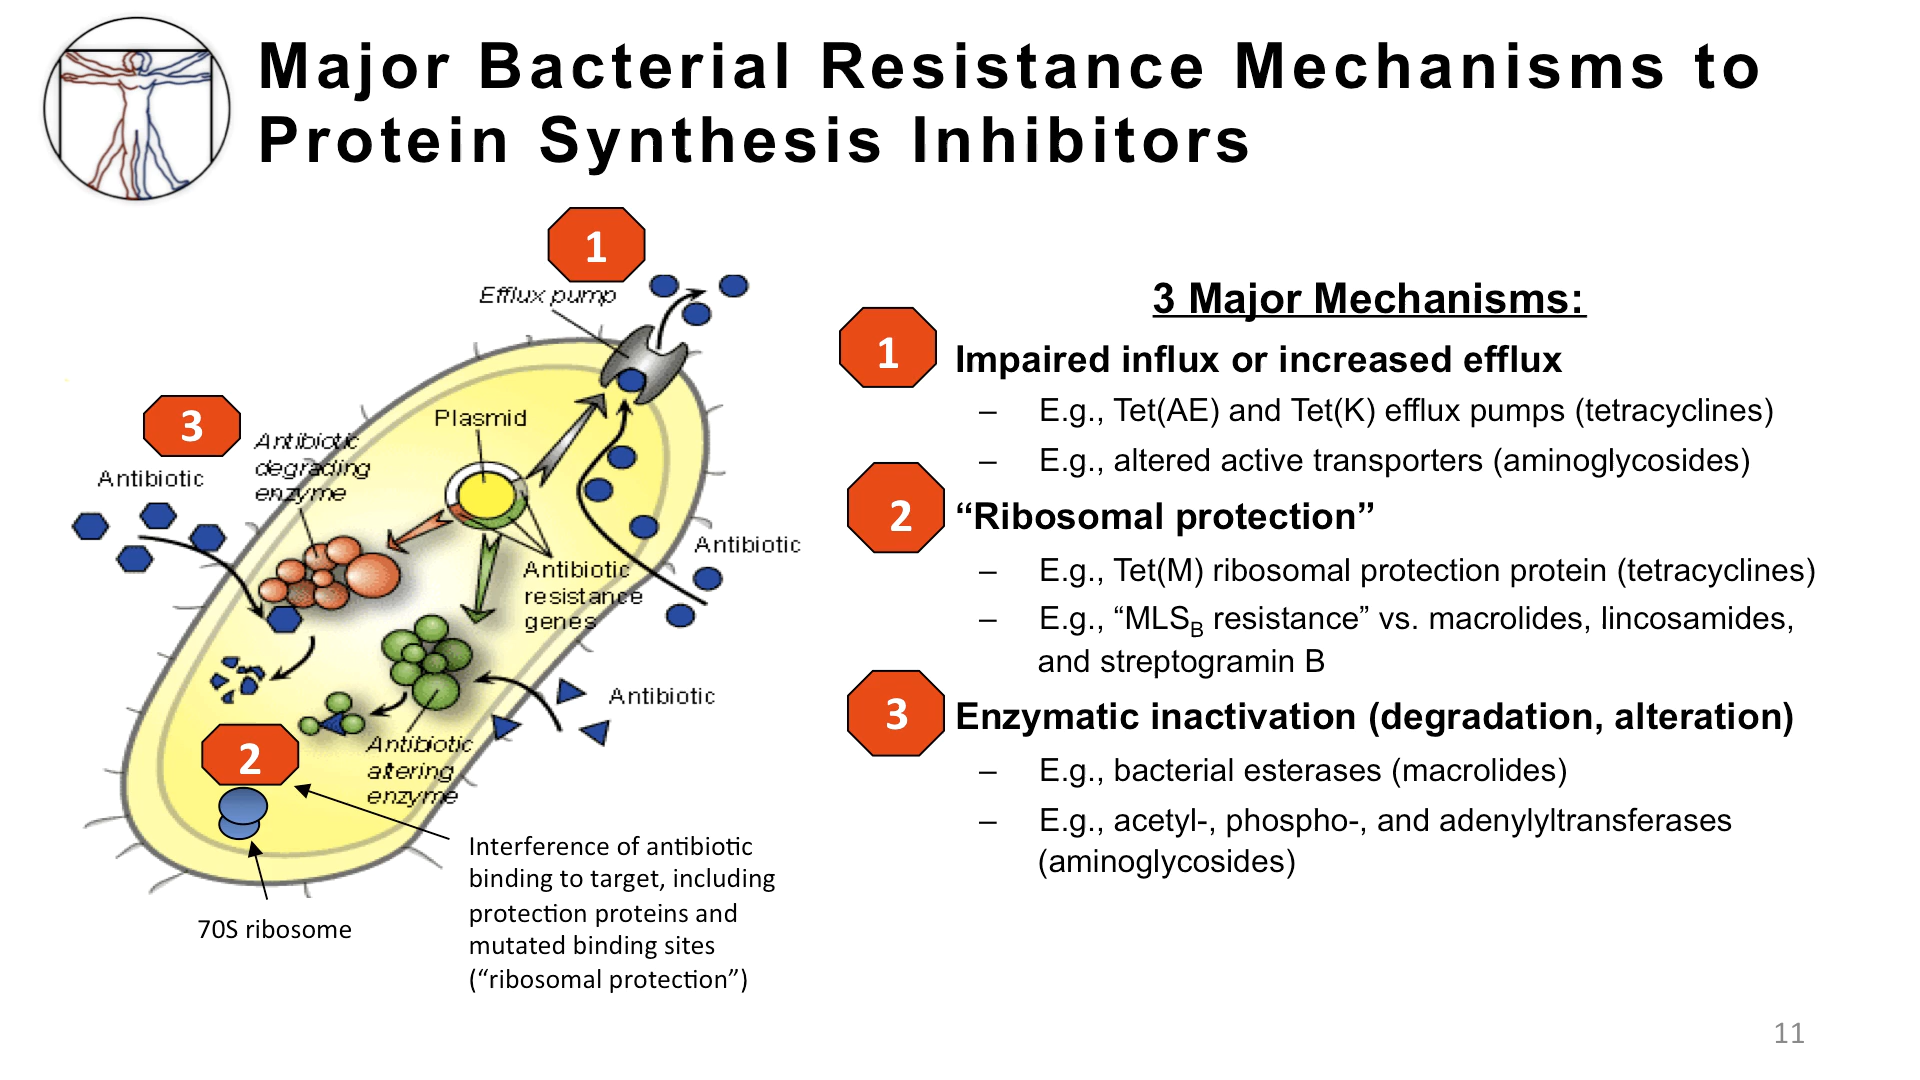 Major Bacterial Resistance Mechanisms to
Protein Synthesis Inhibitors
1
Efflux pump
3
Antibiotic
degrading
enzyme
Antibiotic
Plasmid
Antibiotic
Antibiotic
resistance
genes
Antibiotic
2
Antibiotic
altering
enzyme
70S ribosome
Interference of antibiotic
binding to target, including
protection proteins and
mutated binding sites
(“ribosomal protection”)
3 Major Mechanisms:
1 Impaired influx or increased efflux
– E.g., Tet(AE) and Tet(K) efflux pumps (tetracyclines)
– E.g., altered active transporters (aminoglycosides)
2 “Ribosomal protection”
– E.g., Tet(M) ribosomal protection protein (tetracyclines)
– E.g., “MLSB resistance” vs. macrolides, lincosamides,
and streptogramin B
3 Enzymatic inactivation (degradation, alteration)
– E.g., bacterial esterases (macrolides)
– E.g., acetyl-, phospho-, and adenylyltransferases
(aminoglycosides)
11